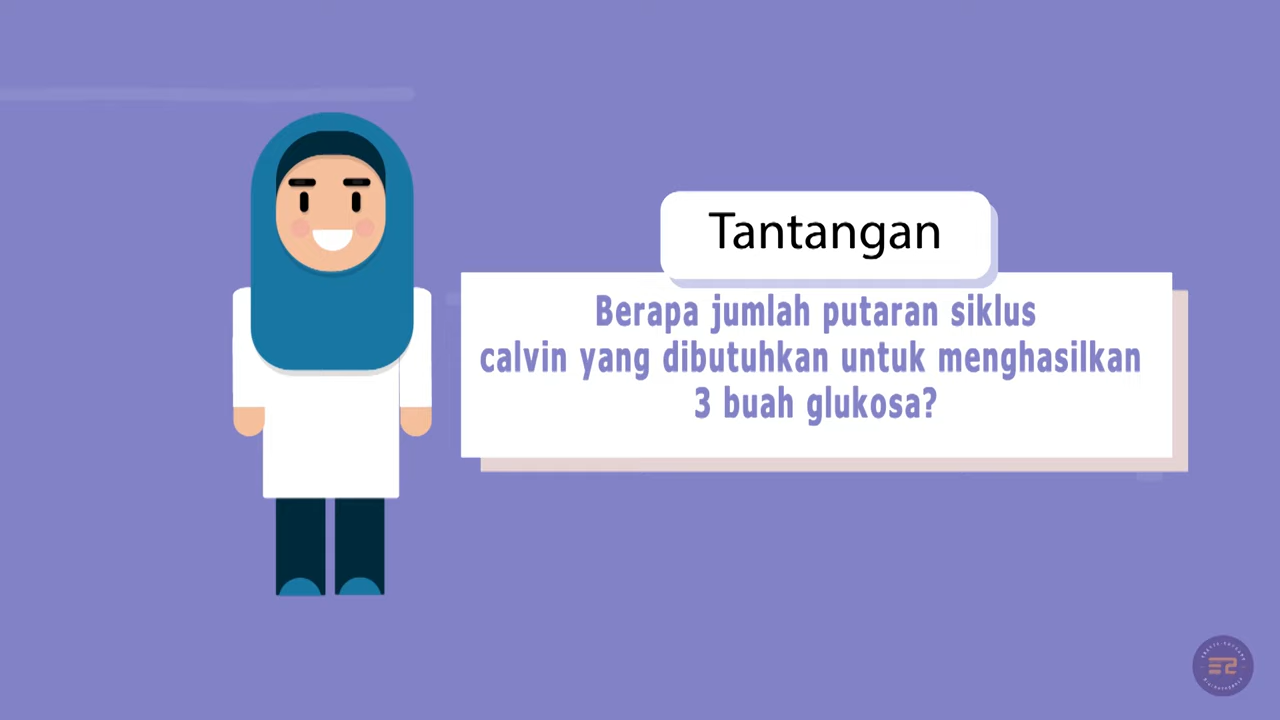 Tantangan
Berapa jumlah putaran siklus
calvin yang dibutuhkan untuk menghasilkan
3 buah glukosa?